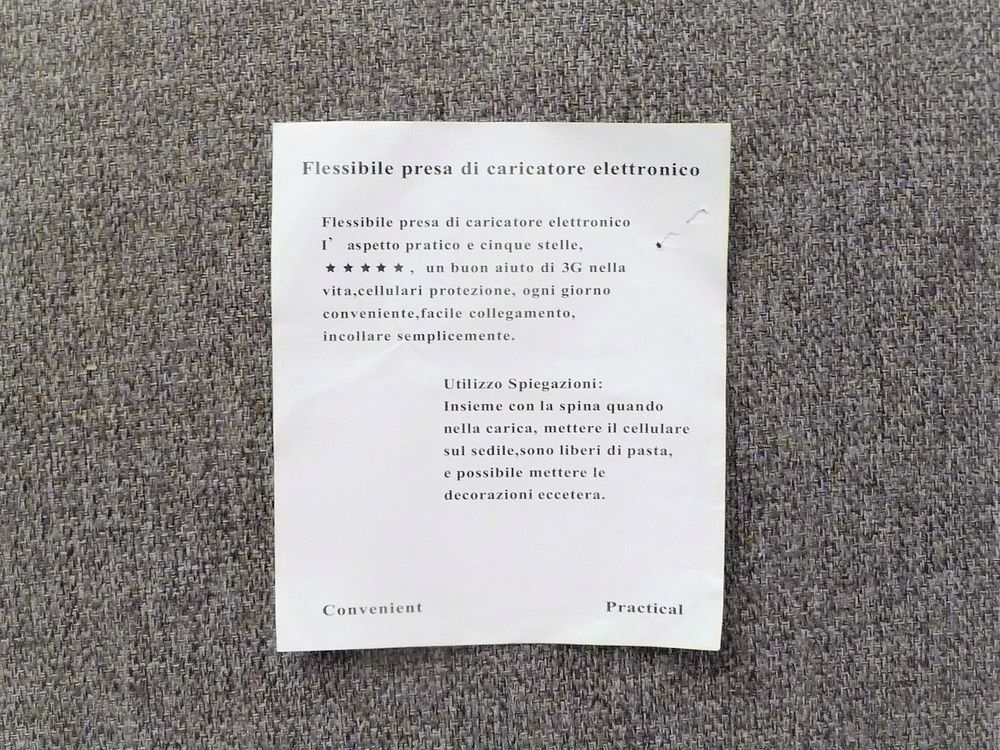 Flessibile presa di caricatore elettronico
Flessibile presa di caricatore elettronico
I’ aspetto pratico e cinque stelle,
★★★★★, un buon aiuto di 3G nella
vita,cellulari protezione, ogni giorno
conveniente,facile collegamento,
incollare semplicemente.
Utilizzo Spiegazioni:
Insieme con la spina quando
nella carica, mettere il cellulare
sul sedile,sono liberi di pasta,
e possibile mettere le
decorazioni eccetera.
Convenient Practical